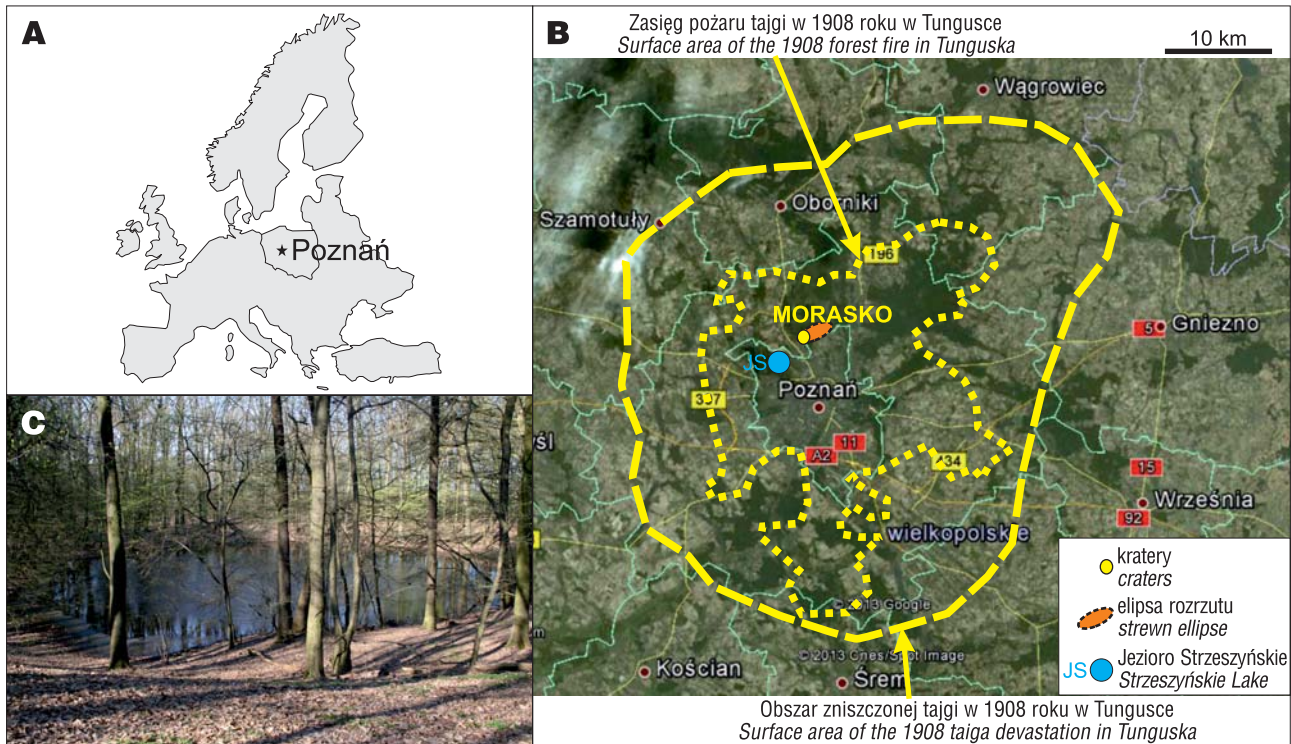 A
Poznań
B
Zasięg pożaru tajgi w 1908 roku w Tungusce
Surface area of the 1908 forest fire in Tunguska
10 km
Wągrowiec
Oborniki
Szamotuły
196
MORASKO
5
Gniezno
JS
Poznań
307
11
A2
434
15
Września
92
wielkopolskie
© 2013 Google
© 2013 Cnes/Spot Image
Kościan
Śrem
kratery
craters
elipsa rozrzutu
strewn ellipse
JS
Jezioro Strzeszyńskie
Strzeszyńskie Lake
Obszar zniszczonej tajgi w 1908 roku w Tungusce
Surface area of the 1908 taiga devastation in Tunguska
C